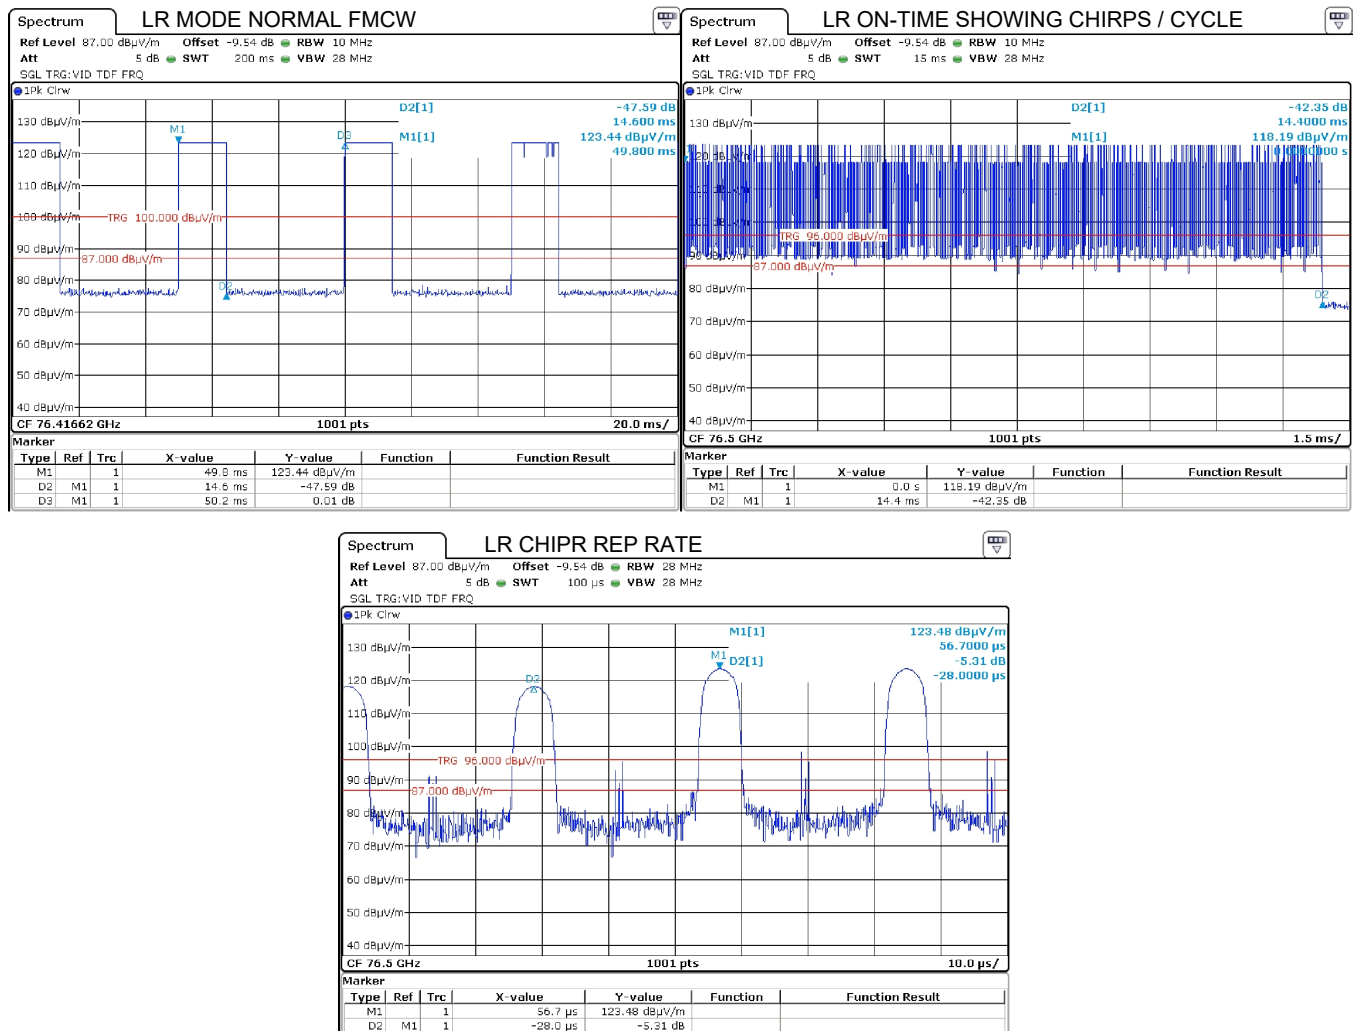 LR MODE NORMAL FMCW
Spectrum
Ref Level 87.00 dBµV/m Offset -9.54 dB RBW 10 MHz
Att 5 dB SWT 200 ms VBW 28 MHz
SGL TRG:VID TDF FRQ
1Pk Clrw
D2[1] -47.59 dB
14.600 ms
M1[1] 123.44 dBµV/m
49.800 ms
130 dBµV/m
M1
D3
120 dBµV/m
110 dBµV/m
100 dBµV/m
TRG 100.000 dBµV/m
90 dBµV/m
87.000 dBµV/m
80 dBµV/m
D2
70 dBµV/m
60 dBµV/m
50 dBµV/m
40 dBµV/m
CF 76.41662 GHz 1001 pts 20.0 ms/
Marker
Type Ref Trc X-value Y-value Function Function Result
M1 1 49.8 ms 123.44 dBµV/m
D2 M1 1 14.6 ms -47.59 dB
D3 M1 1 50.2 ms 0.01 dB
LR ON-TIME SHOWING CHIRPS / CYCLE
Spectrum
Ref Level 87.00 dBµV/m Offset -9.54 dB RBW 10 MHz
Att 5 dB SWT 15 ms VBW 28 MHz
SGL TRG:VID TDF FRQ
1Pk Clrw
D2[1] -42.35 dB
14.4000 ms
M1[1] 118.19 dBµV/m
130 dBµV/m
TRG 96.000 dBµV/m
87.000 dBµV/m
80 dBµV/m
D2
70 dBµV/m
60 dBµV/m
50 dBµV/m
40 dBµV/m
CF 76.5 GHz 1001 pts 1.5 ms/
Marker
Type Ref Trc X-value Y-value Function Function Result
M1 1 0.0 s 118.19 dBµV/m
D2 M1 1 14.4 ms -42.35 dB
LR CHIPR REP RATE
Spectrum
Ref Level 87.00 dBµV/m Offset -9.54 dB RBW 28 MHz
Att 5 dB SWT 100 µs VBW 28 MHz
SGL TRG:VID TDF FRQ
1Pk Clrw
M1[1] 123.48 dBµV/m
56.7000 µs
M1
D2[1] -5.31 dB
-28.0000 µs
130 dBµV/m
120 dBµV/m
D2
110 dBµV/m
100 dBµV/m
TRG 96.000 dBµV/m
90 dBµV/m
87.000 dBµV/m
80 dBµV/m
70 dBµV/m
60 dBµV/m
50 dBµV/m
40 dBµV/m
CF 76.5 GHz 1001 pts 10.0 µs/
Marker
Type Ref Trc X-value Y-value Function Function Result
M1 1 56.7 µs 123.48 dBµV/m
D2 M1 1 -28.0 µs -5.31 dB